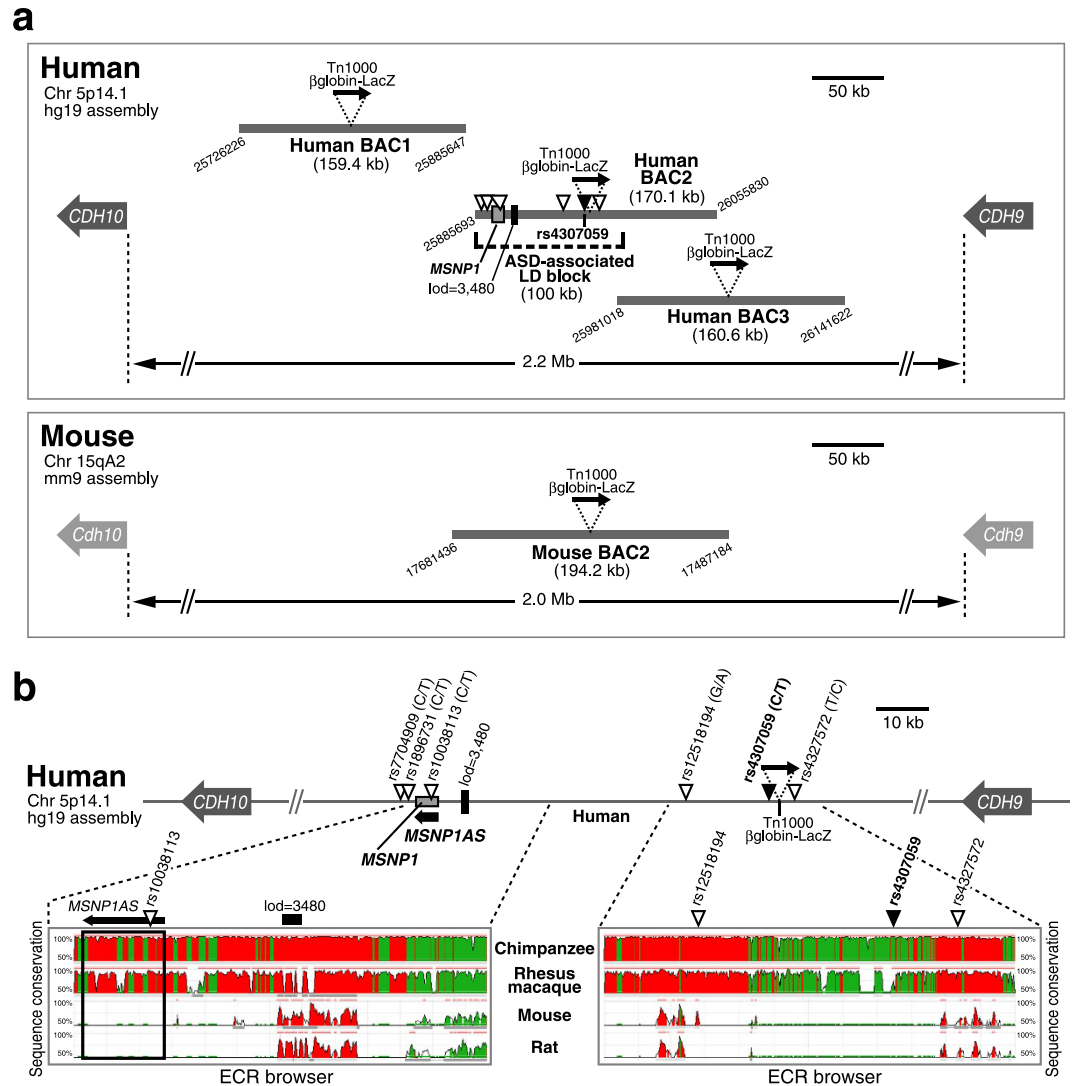 a
Human
Chr 5p14.1
hg19 assembly
Tn1000
βglobin-LacZ
50 kb
25726226
Human BAC1
(159.4 kb)
25885647
Tn1000
βglobin-LacZ
Human
BAC2
(170.1 kb)
26055830
CDH10
CDH9
25885693
rs4307059
MSNP1
lod=3,480
ASD-associated
LD block
(100 kb)
Tn1000
βglobin-LacZ
25981018
Human BAC3
(160.6 kb)
26141622
2.2 Mb
Mouse
Chr 15qA2
mm9 assembly
50 kb
Tn1000
βglobin-LacZ
Cdh10
Cdh9
17681436
Mouse BAC2
(194.2 kb)
17487184
2.0 Mb
b
rs7704909 (C/T)
rs1896731 (C/T)
rs10038113 (C/T)
lod=3,480
rs12518194 (G/A)
rs4307059 (C/T)
rs4327572 (T/C)
10 kb
Human
Chr 5p14.1
hg19 assembly
CDH10
CDH9
MSNP1AS
MSNP1
Human
Tn1000
βglobin-LacZ
rs10038113
MSNP1AS
lod=3480
rs12518194
rs4307059
rs4327572
Sequence conservation
100%
50%
100%
50%
100%
50%
100%
50%
Chimpanzee
Rhesus
macaque
Mouse
Rat
100%
50%
100%
50%
100%
50%
100%
50%
Sequence conservation
ECR browser
ECR browser